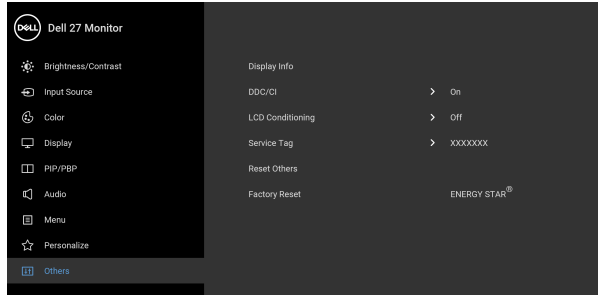 DELL Dell 27 Monitor
Brightness/Contrast
Input Source
Color
Display
PIP/PBP
Audio
Menu
Personalize
Others
Display Info
DDC/CI On
LCD Conditioning Off
Service Tag XXXXXXX
Reset Others
Factory Reset ENERGY STAR®